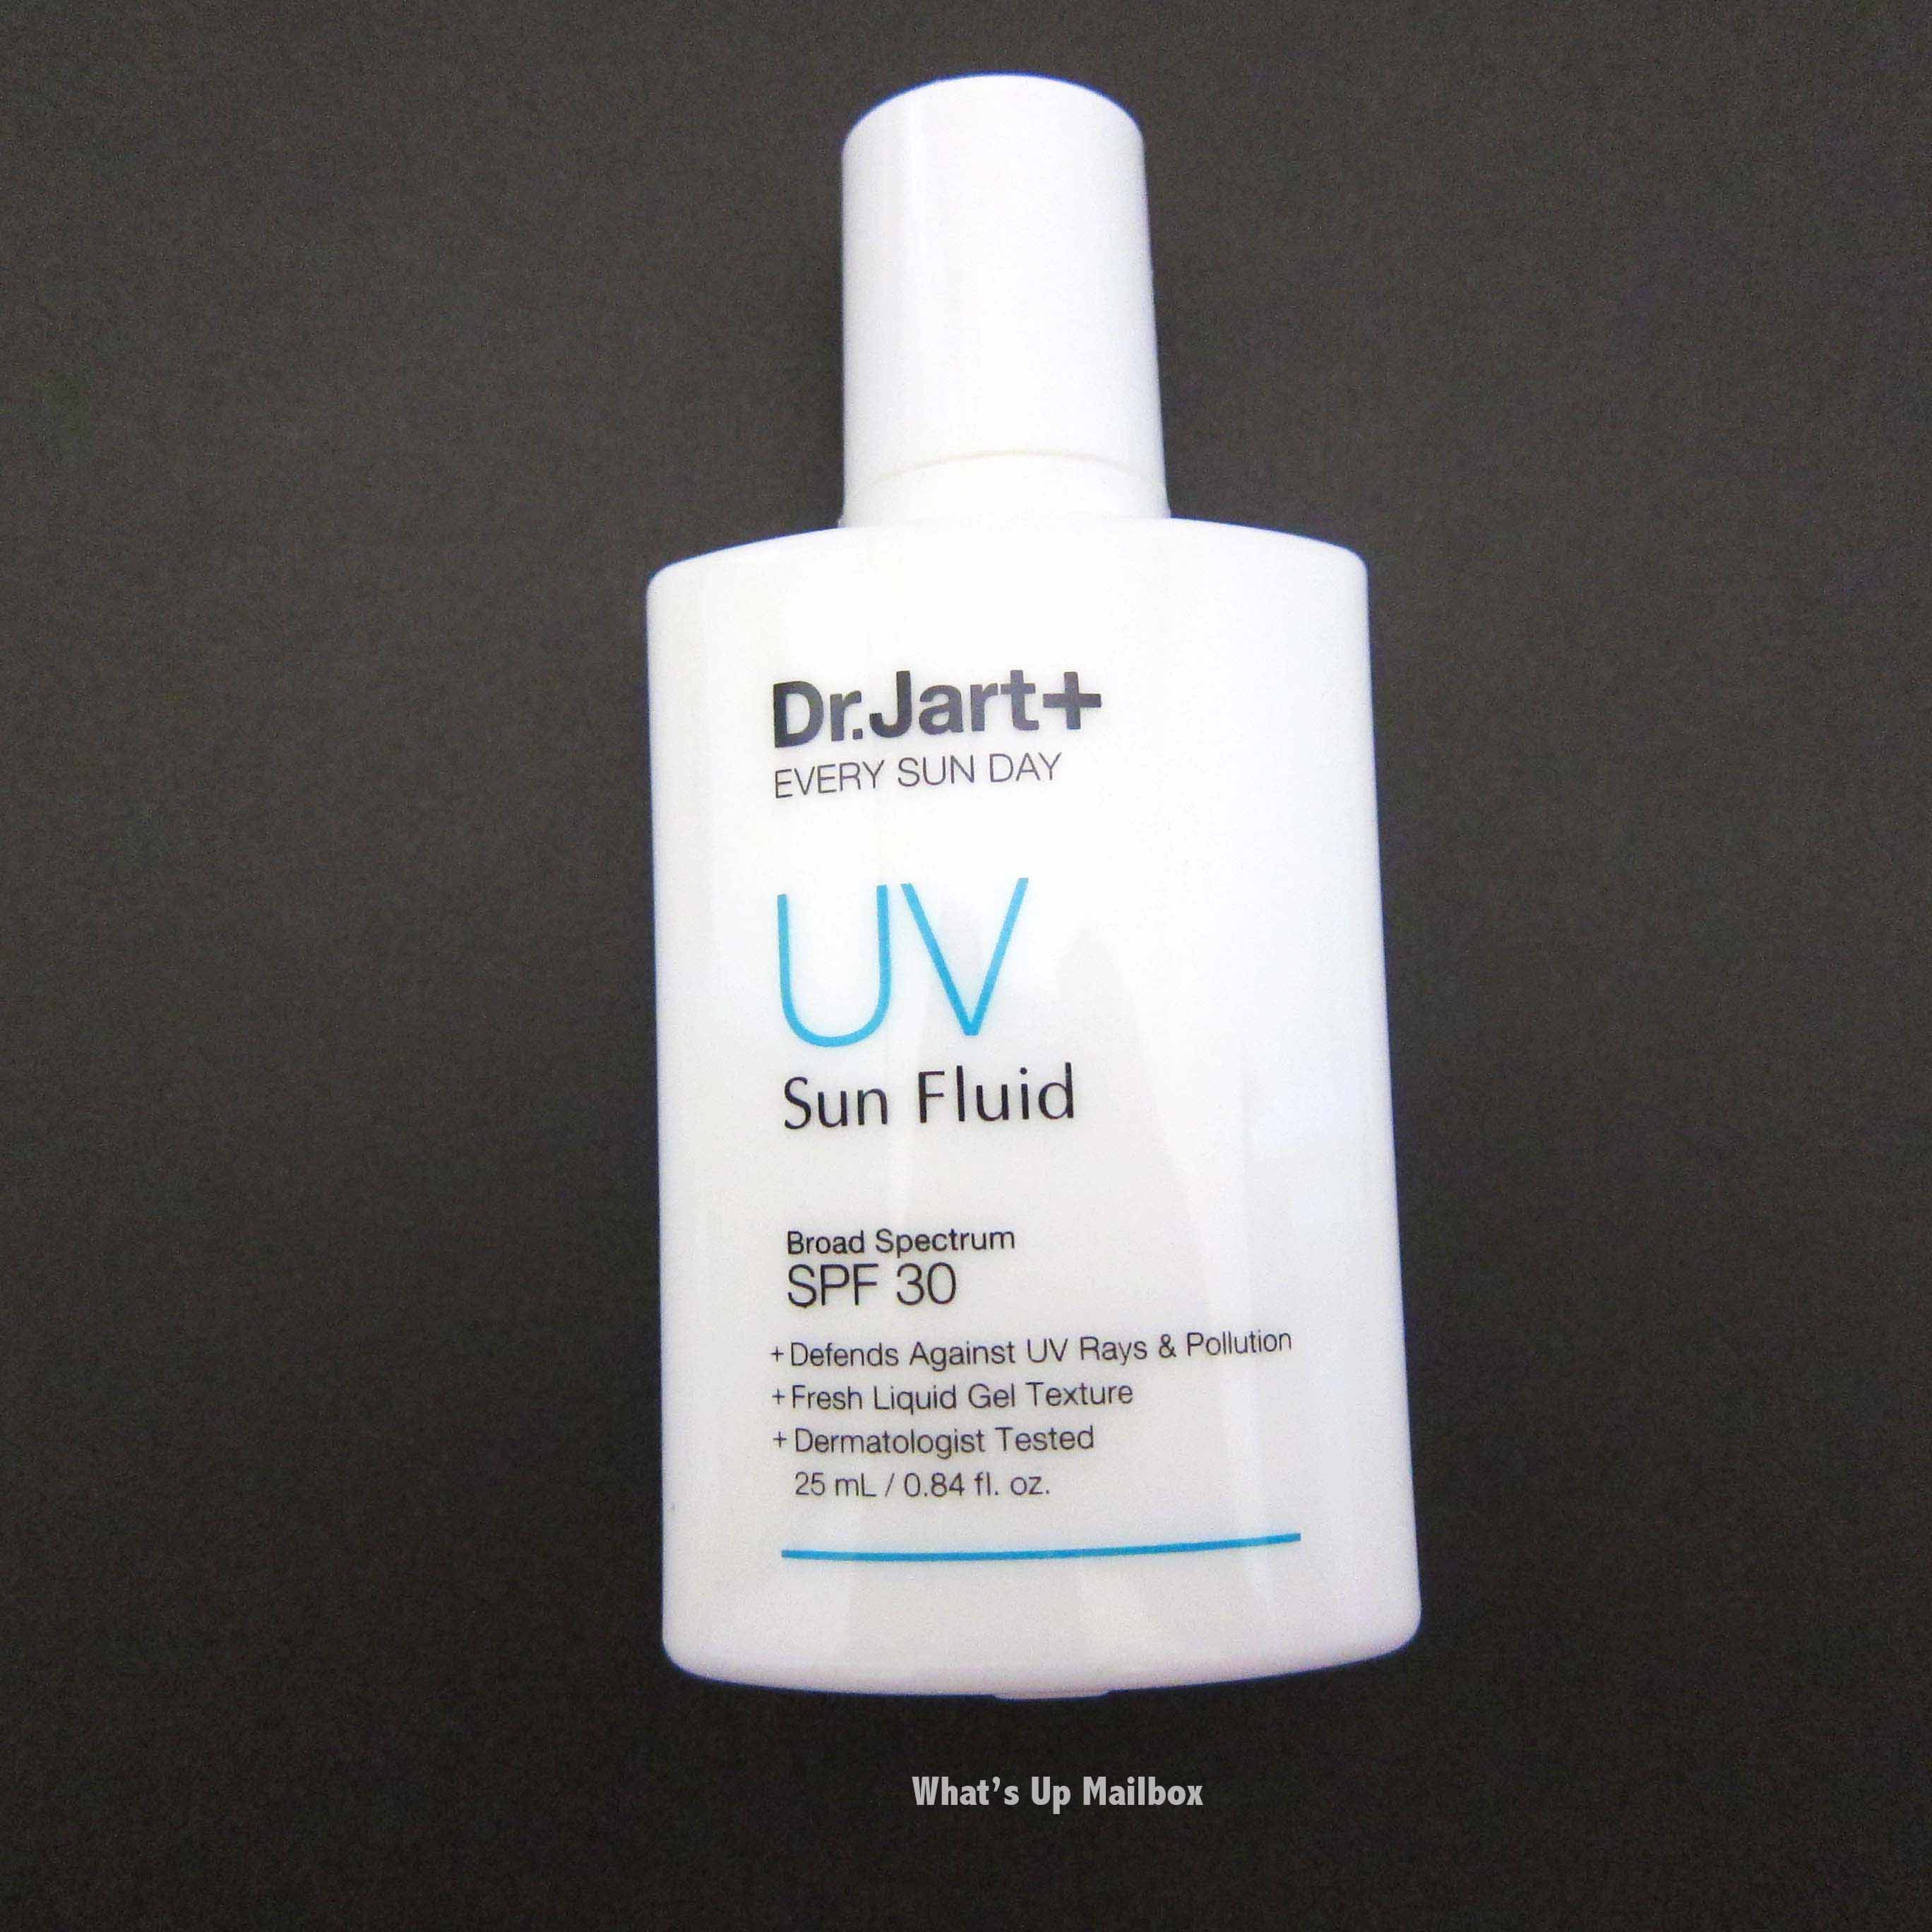 Dr.Jart+
EVERY SUN DAY
UV
Sun Fluid
Broad Spectrum
SPF 30
+ Defends Against UV Rays & Pollution
+ Fresh Liquid Gel Texture
+ Dermatologist Tested
25 mL / 0.84 fl. oz.
What's Up Mailbox